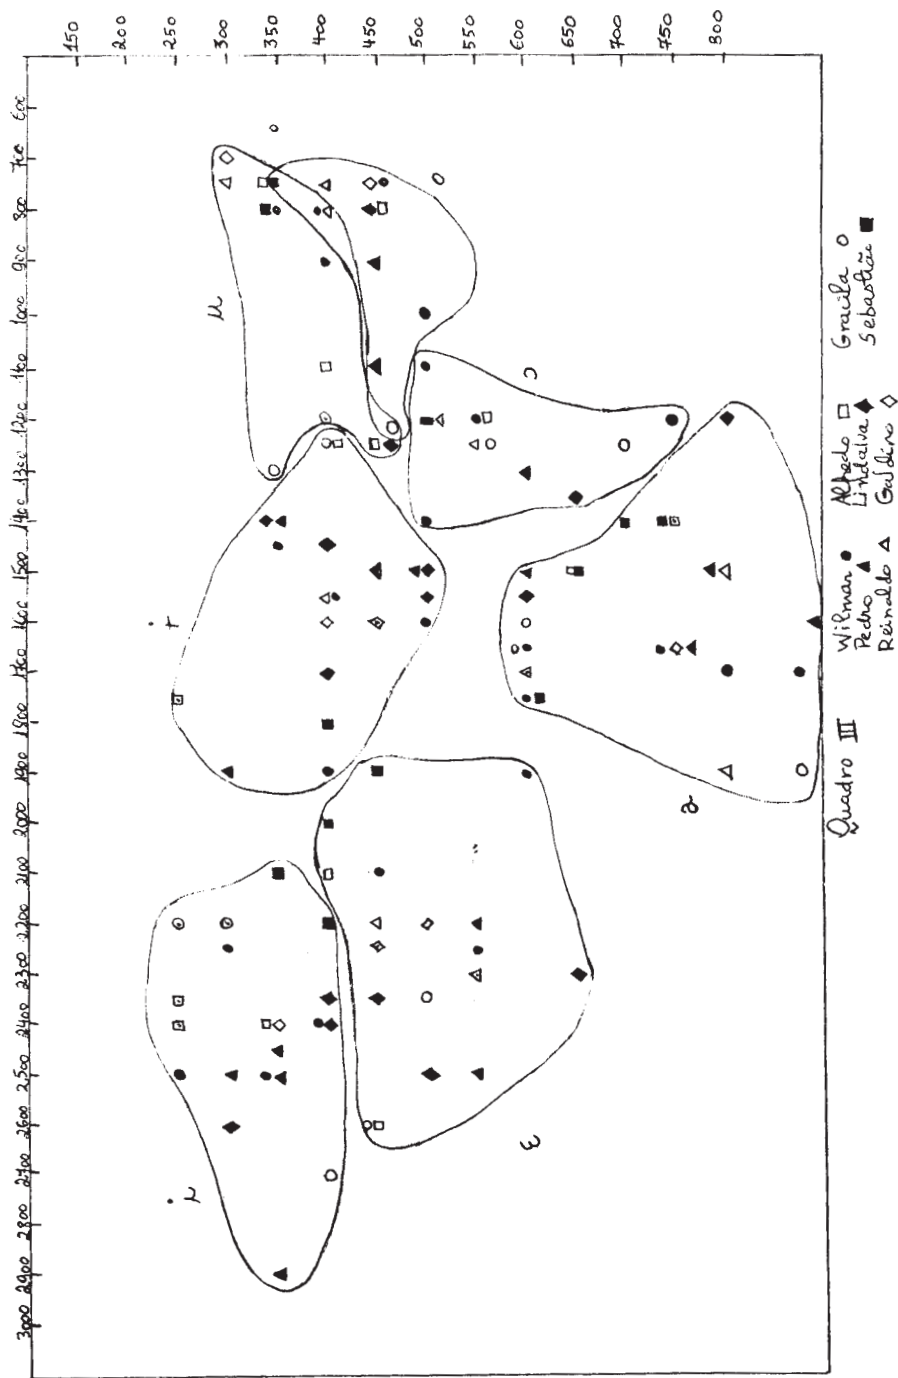 150 200 250 300 350 400 450 500 550 600 650 700 750 800
600
700
800
900
1000
1100
1200
1300
1400
1500
1600
1700
1800
1900
2000
2100
2200
2300
2400
2500
2600
2700
2800
2900
3000
o
u
ɔ
a
ɛ
Quadro III
Wilmar ●
Pedro ▲
Reinaldo △
Alfredo □
Lindalva ◆
Galdino ◇
Gracila ○
Sebastião ■